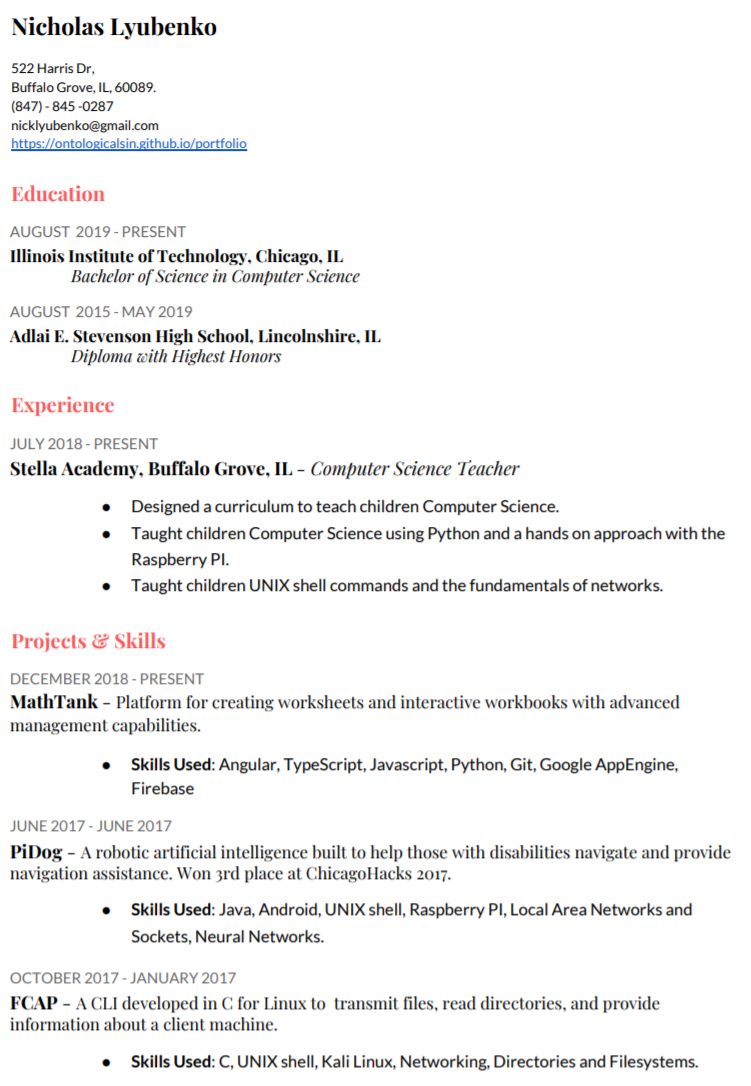 Nicholas Lyubenko
522 Harris Dr,
Buffalo Grove, IL, 60089.
(847) - 845 -0287
nicklyubenko@gmail.com
https://ontologicalsin.github.io/portfolio
Education
AUGUST 2019 - PRESENT
Illinois Institute of Technology, Chicago, IL
Bachelor of Science in Computer Science
AUGUST 2015 - MAY 2019
Adlai E. Stevenson High School, Lincolnshire, IL
Diploma with Highest Honors
Experience
JULY 2018 - PRESENT
Stella Academy, Buffalo Grove, IL - Computer Science Teacher
● Designed a curriculum to teach children Computer Science.
● Taught children Computer Science using Python and a hands on approach with the
Raspberry PI.
● Taught children UNIX shell commands and the fundamentals of networks.
Projects & Skills
DECEMBER 2018 - PRESENT
MathTank - Platform for creating worksheets and interactive workbooks with advanced
management capabilities.
● Skills Used: Angular, TypeScript, Javascript, Python, Git, Google AppEngine,
Firebase
JUNE 2017 - JUNE 2017
PiDog - A robotic artificial intelligence built to help those with disabilities navigate and provide
navigation assistance. Won 3rd place at ChicagoHacks 2017.
● Skills Used: Java, Android, UNIX shell, Raspberry PI, Local Area Networks and
Sockets, Neural Networks.
OCTOBER 2017 - JANUARY 2017
FCAP - A CLI developed in C for Linux to transmit files, read directories, and provide
information about a client machine.
● Skills Used: C, UNIX shell, Kali Linux, Networking, Directories and Filesystems.